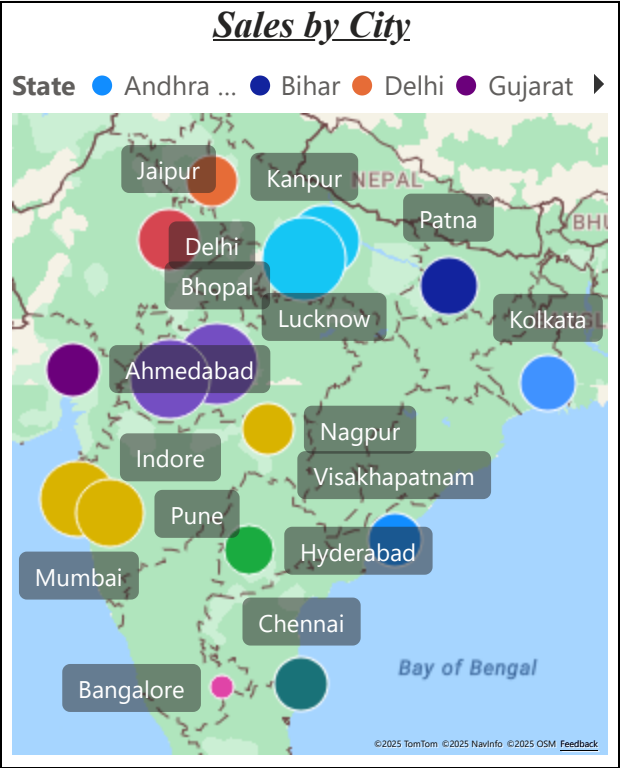 Sales by City
State Andhra ... Bihar Delhi Gujarat
Jaipur
Kanpur
NEPAL
Patna
BHU
Delhi
Bhopal
Lucknow
Kolkata
Ahmedabad
Nagpur
Indore
Visakhapatnam
Pune
Hyderabad
Mumbai
Chennai
Bay of Bengal
Bangalore
©2025 TomTom ©2025 NavInfo ©2025 OSM Feedback